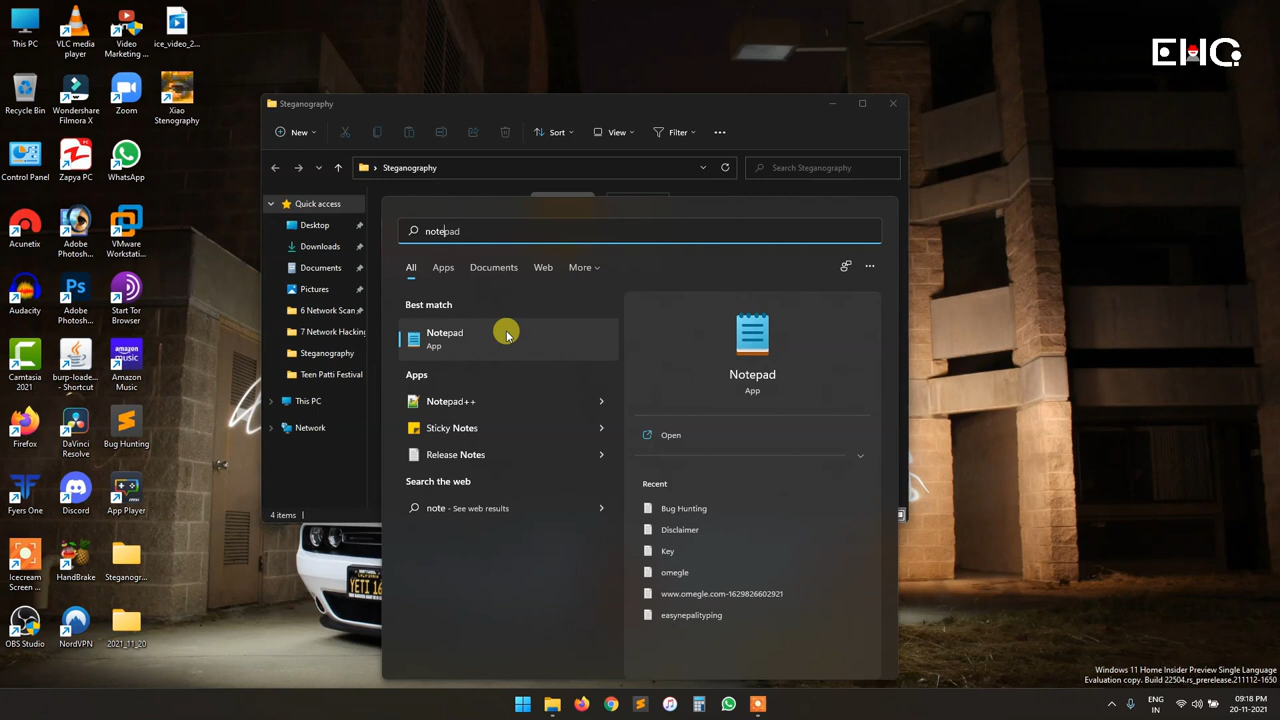 This PC
VLC media
player
Video
Marketing ...
ice_video_2...
Recycle Bin
Wondershare
Filmora X
Zoom
Xiao
Stenography
Control Panel
Zapya PC
WhatsApp
Acunetix
Adobe
Photosh...
VMware
Workstati...
Audacity
Adobe
Photosh...
Start Tor
Browser
Camtasia
2021
burp-loade...
- Shortcut
Amazon
Music
Firefox
DaVinci
Resolve
Bug Hunting
Fyers One
Discord
App Player
Icecream
Screen ...
HandBrake
Steganogr...
OBS Studio
NordVPN
2021_11_20
EHC
Steganography
New
Sort
View
Filter
Steganography
Search Steganography
Quick access
Desktop
Downloads
Documents
Pictures
6 Network Scan
7 Network Hacking
Steganography
Teen Patti Festival
This PC
Network
4 items
notepad
All
Apps
Documents
Web
More
Best match
Notepad
App
Apps
Notepad++
Sticky Notes
Release Notes
Search the web
note - See web results
Notepad
App
Open
Recent
Bug Hunting
Disclaimer
Key
omegle
www.omegle.com-1629826602921
easynepalityping
YETI 16
Windows 11 Home Insider Preview Single Language
Evaluation copy. Build 22504.rs_prerelease.211112-1650
ENG
IN
09:18 PM
20-11-2021